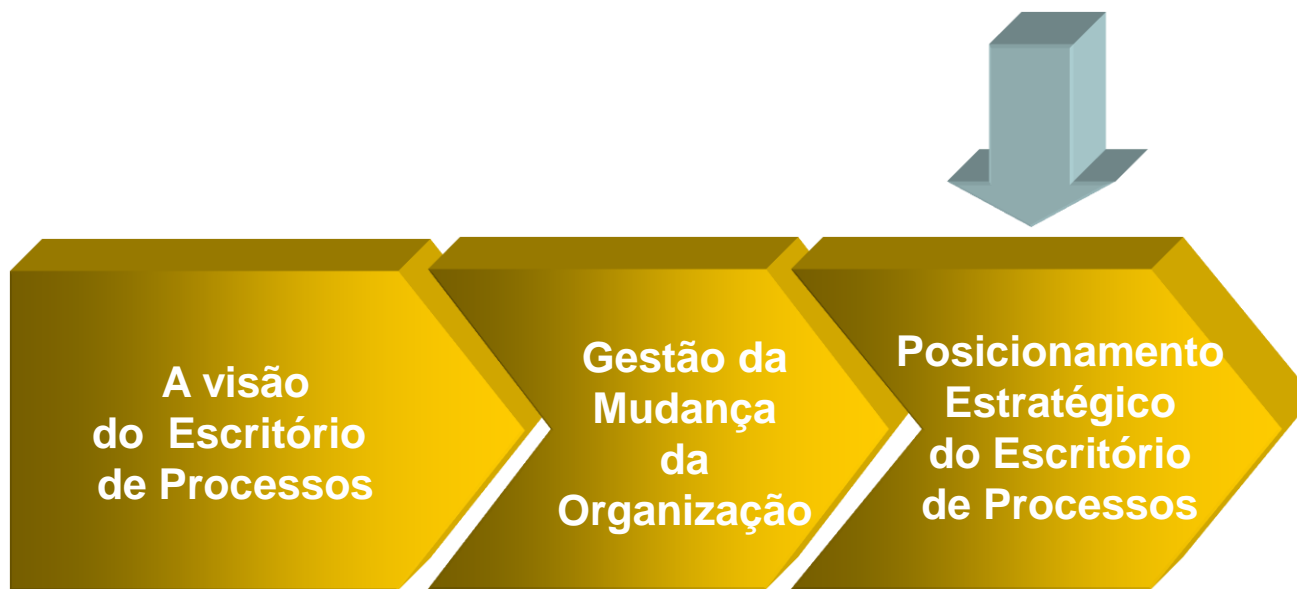 A visão
do Escritório
de Processos
Gestão da
Mudança
da
Organização
Posicionamento
Estratégico
do Escritório
de Processos